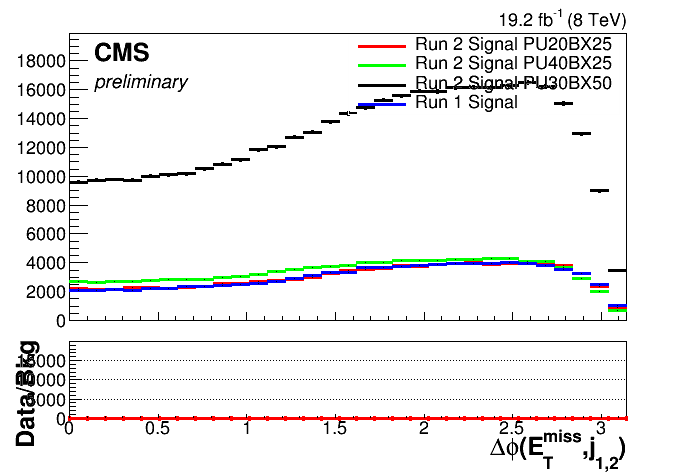 19.2 fb⁻¹ (8 TeV)
CMS
preliminary
Run 2 Signal PU20BX25
Run 2 Signal PU40BX25
Run 2 Signal PU30BX50
Run 1 Signal
18000
16000
14000
12000
10000
8000
6000
4000
2000
0
Data/Bkg
5000
0
0 0.5 1 1.5 2 2.5 3
Δϕ(E_T^miss, j_1,2)